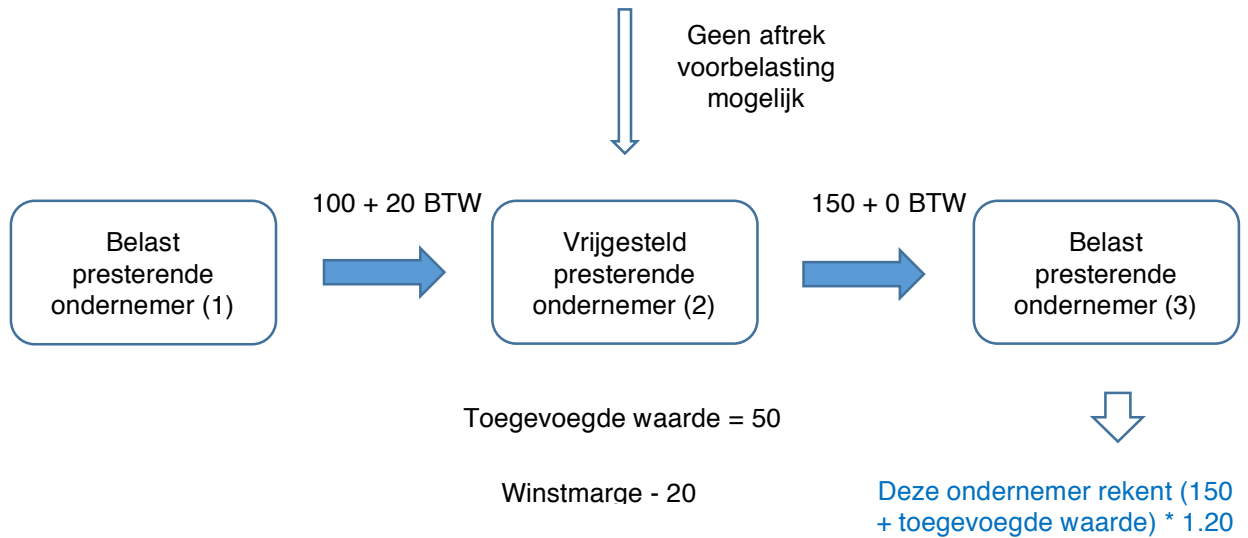 Geen aftrek
voorbelasting
mogelijk
100 + 20 BTW
150 + 0 BTW
Belast
presterende
ondernemer (1)
Vrijgesteld
presterende
ondernemer (2)
Belast
presterende
ondernemer (3)
Toegevoegde waarde = 50
Winstmarge - 20
Deze ondernemer rekent (150
+ toegevoegde waarde) * 1.20